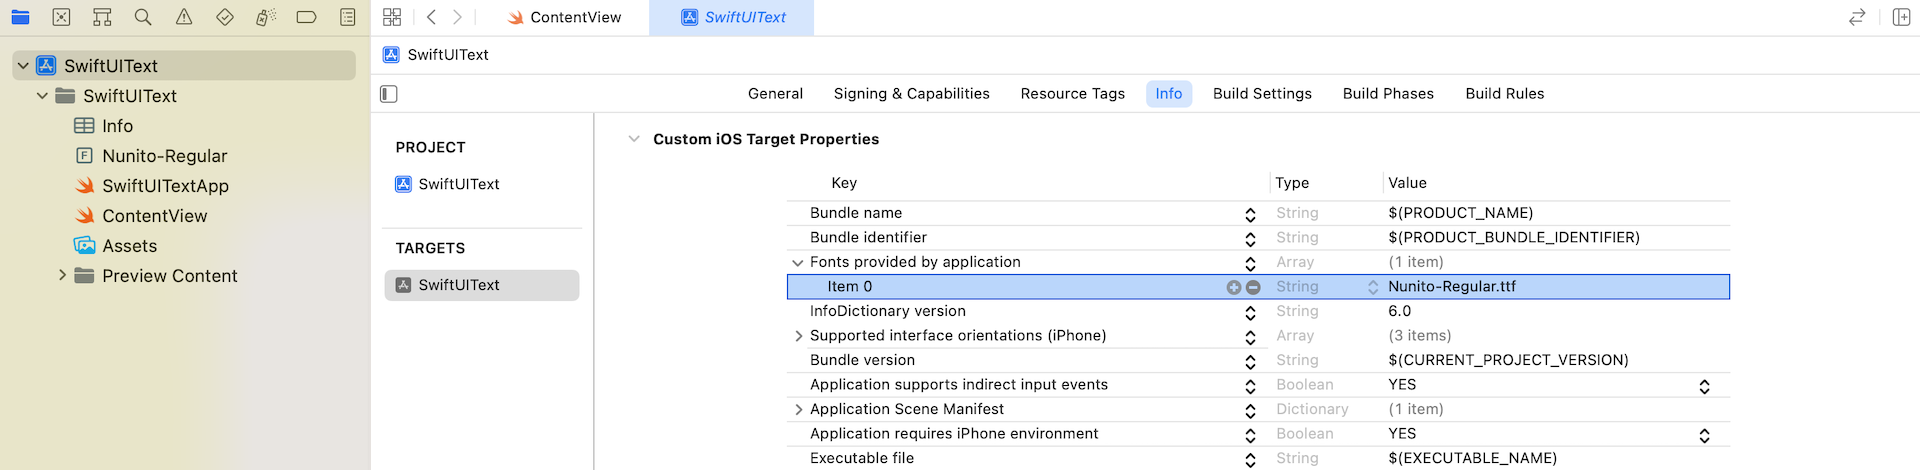 ContentView
SwiftUIText
SwiftUIText
SwiftUIText
Info
Nunito-Regular
SwiftUITextApp
ContentView
Assets
Preview Content
SwiftUIText
General Signing & Capabilities Resource Tags Info Build Settings Build Phases Build Rules
PROJECT
SwiftUIText
TARGETS
SwiftUIText
Custom iOS Target Properties
Key Type Value
Bundle name String $(PRODUCT_NAME)
Bundle identifier String $(PRODUCT_BUNDLE_IDENTIFIER)
Fonts provided by application Array (1 item)
Item 0 String Nunito-Regular.ttf
InfoDictionary version String 6.0
Supported interface orientations (iPhone) Array (3 items)
Bundle version String $(CURRENT_PROJECT_VERSION)
Application supports indirect input events Boolean YES
Application Scene Manifest Dictionary (1 item)
Application requires iPhone environment Boolean YES
Executable file String $(EXECUTABLE_NAME)